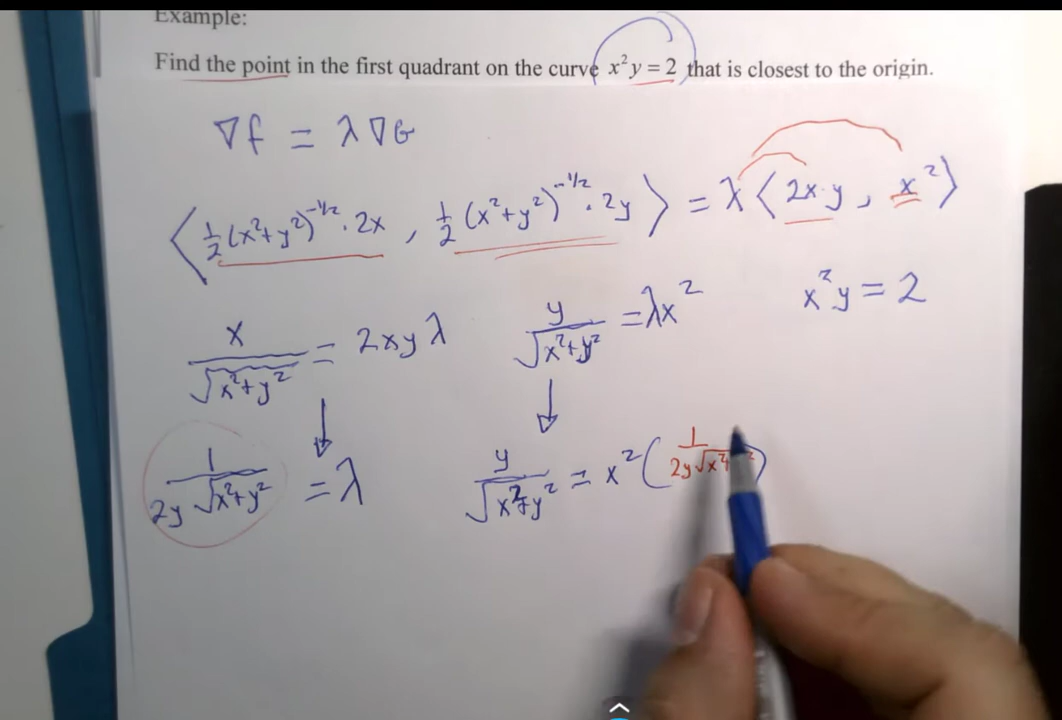 Example:
Find the point in the first quadrant on the curve x²y = 2 that is closest to the origin.
∇f = λ∇G
⟨ ½(x²+y²)^(-1/2) · 2x , ½(x²+y²)^(-1/2) · 2y ⟩ = λ⟨2x·y, x²⟩
x/√(x²+y²) = 2xyλ    y/√(x²+y²) = λx²    x²y = 2
↓    ↓
1/(2y√(x²+y²)) = λ    y/√(x²+y²) = x²(1/(2y√x²